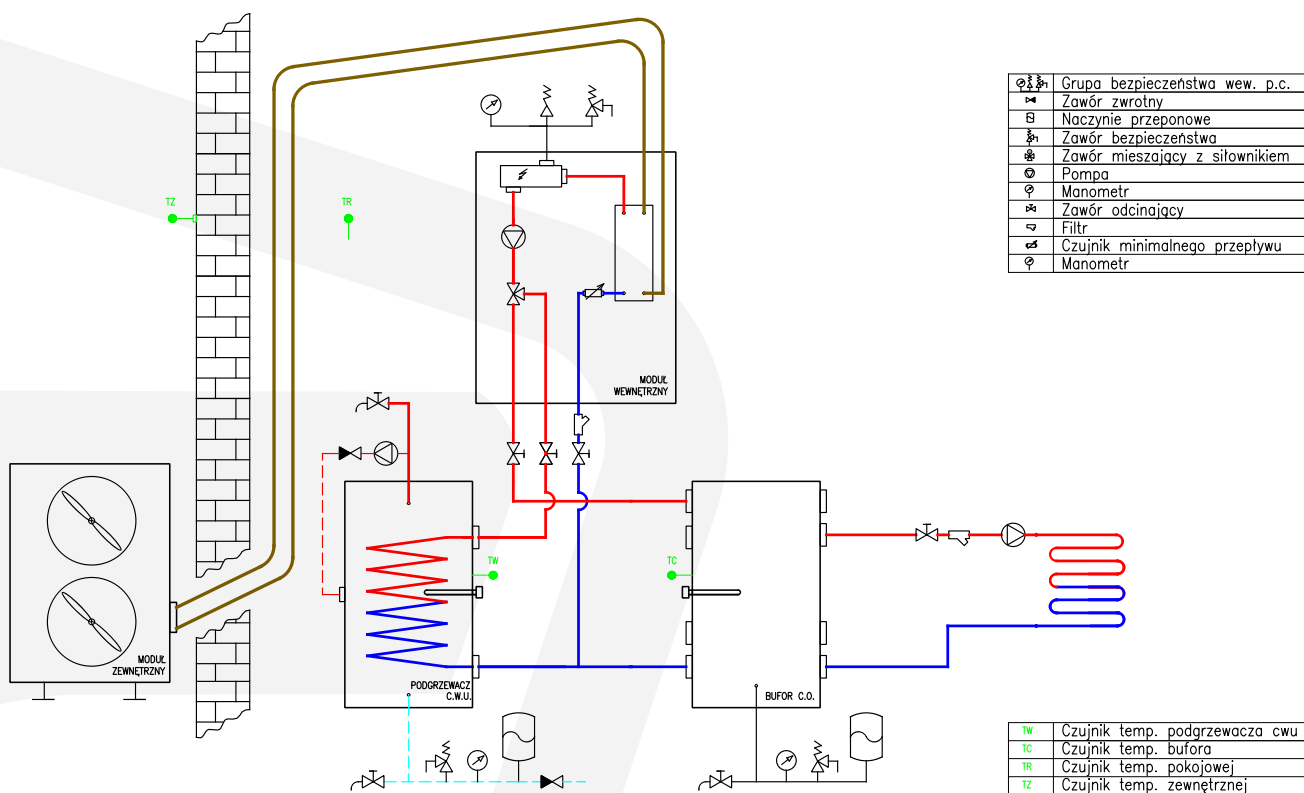 Grupa bezpieczeństwa wew. p.c.
Zawór zwrotny
Naczynie przeponowe
Zawór bezpieczeństwa
Zawór mieszający z siłownikiem
Pompa
Manometr
Zawór odcinający
Filtr
Czujnik minimalnego przepływu
Manometr
TZ
TR
MODUŁ
WEWNĘTRZNY
TW
TC
MODUŁ
ZEWNĘTRZNY
PODGRZEWACZ
C.W.U.
BUFOR C.O.
TW Czujnik temp. podgrzewacza cwu
TC Czujnik temp. bufora
TR Czujnik temp. pokojowej
TZ Czujnik temp. zewnętrznej